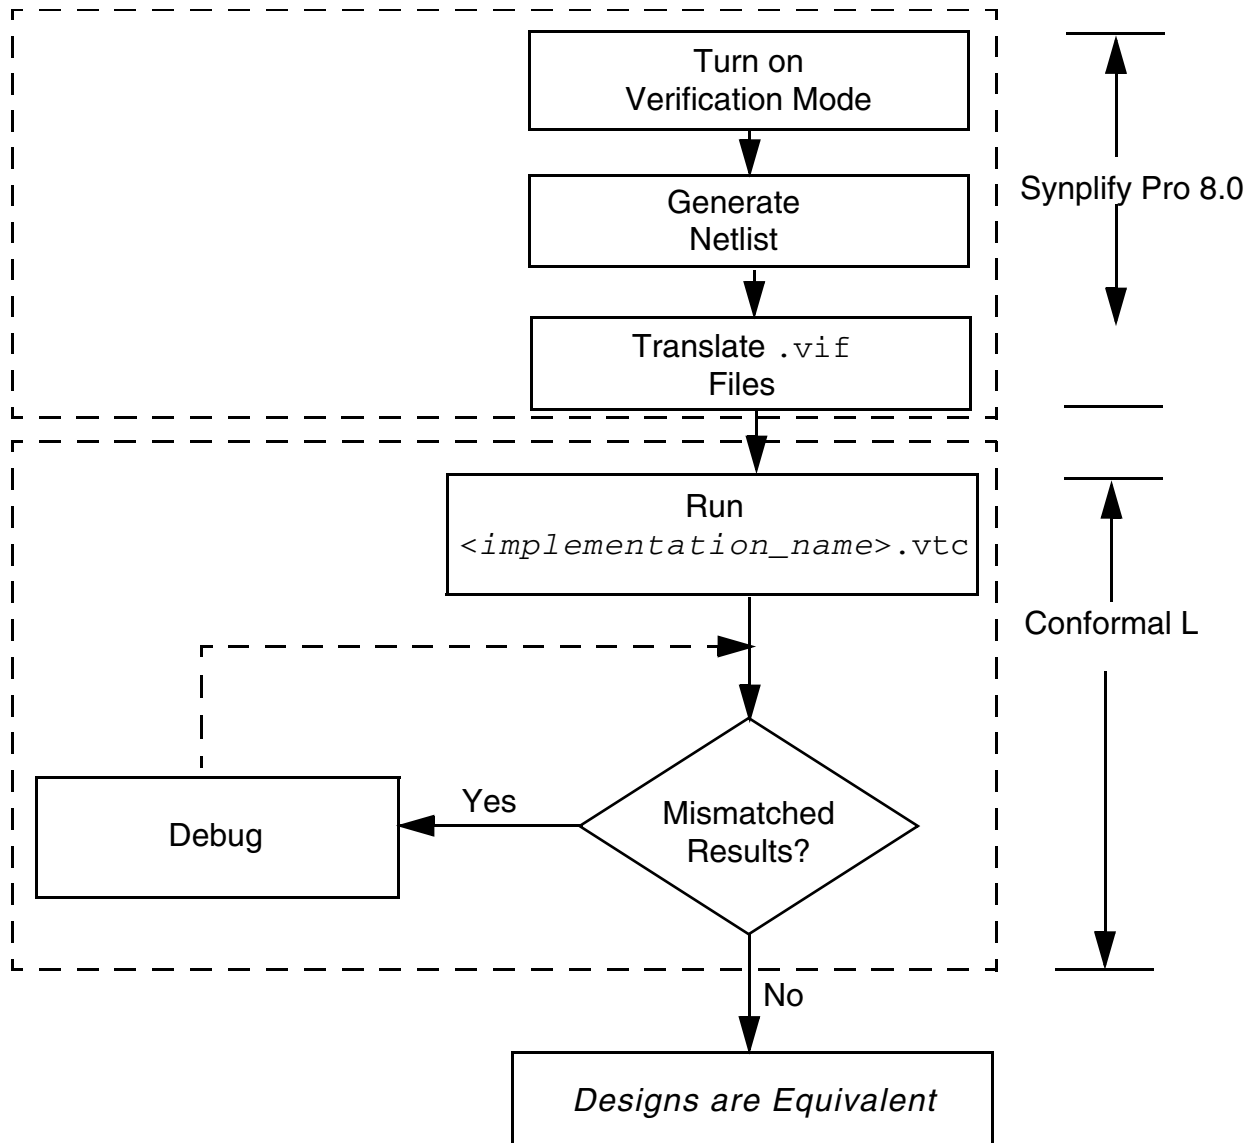 Turn on
Verification Mode
Generate
Netlist
Synplify Pro 8.0
Translate .vif
Files
Run
<implementation_name>.vtc
Conformal L
Yes
Mismatched
Results?
Debug
No
Designs are Equivalent